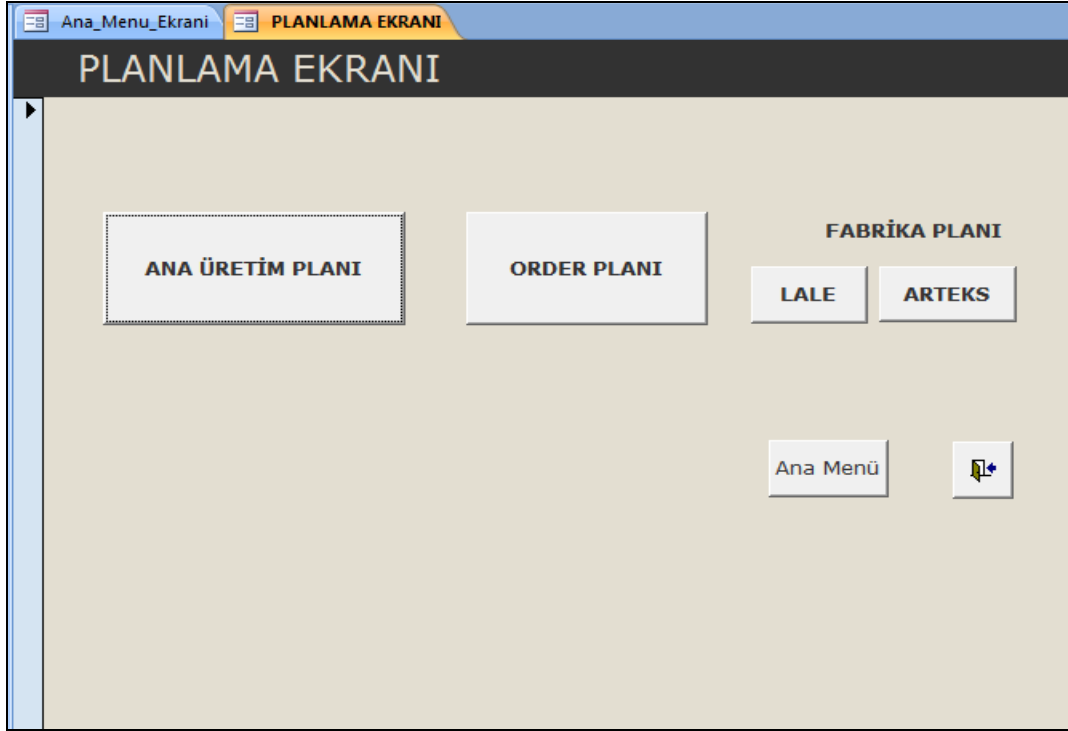 Ana_Menu_Ekrani PLANLAMA EKRANI
PLANLAMA EKRANI
ANA ÜRETİM PLANI
ORDER PLANI
FABRİKA PLANI
LALE ARTEKS
Ana Menü